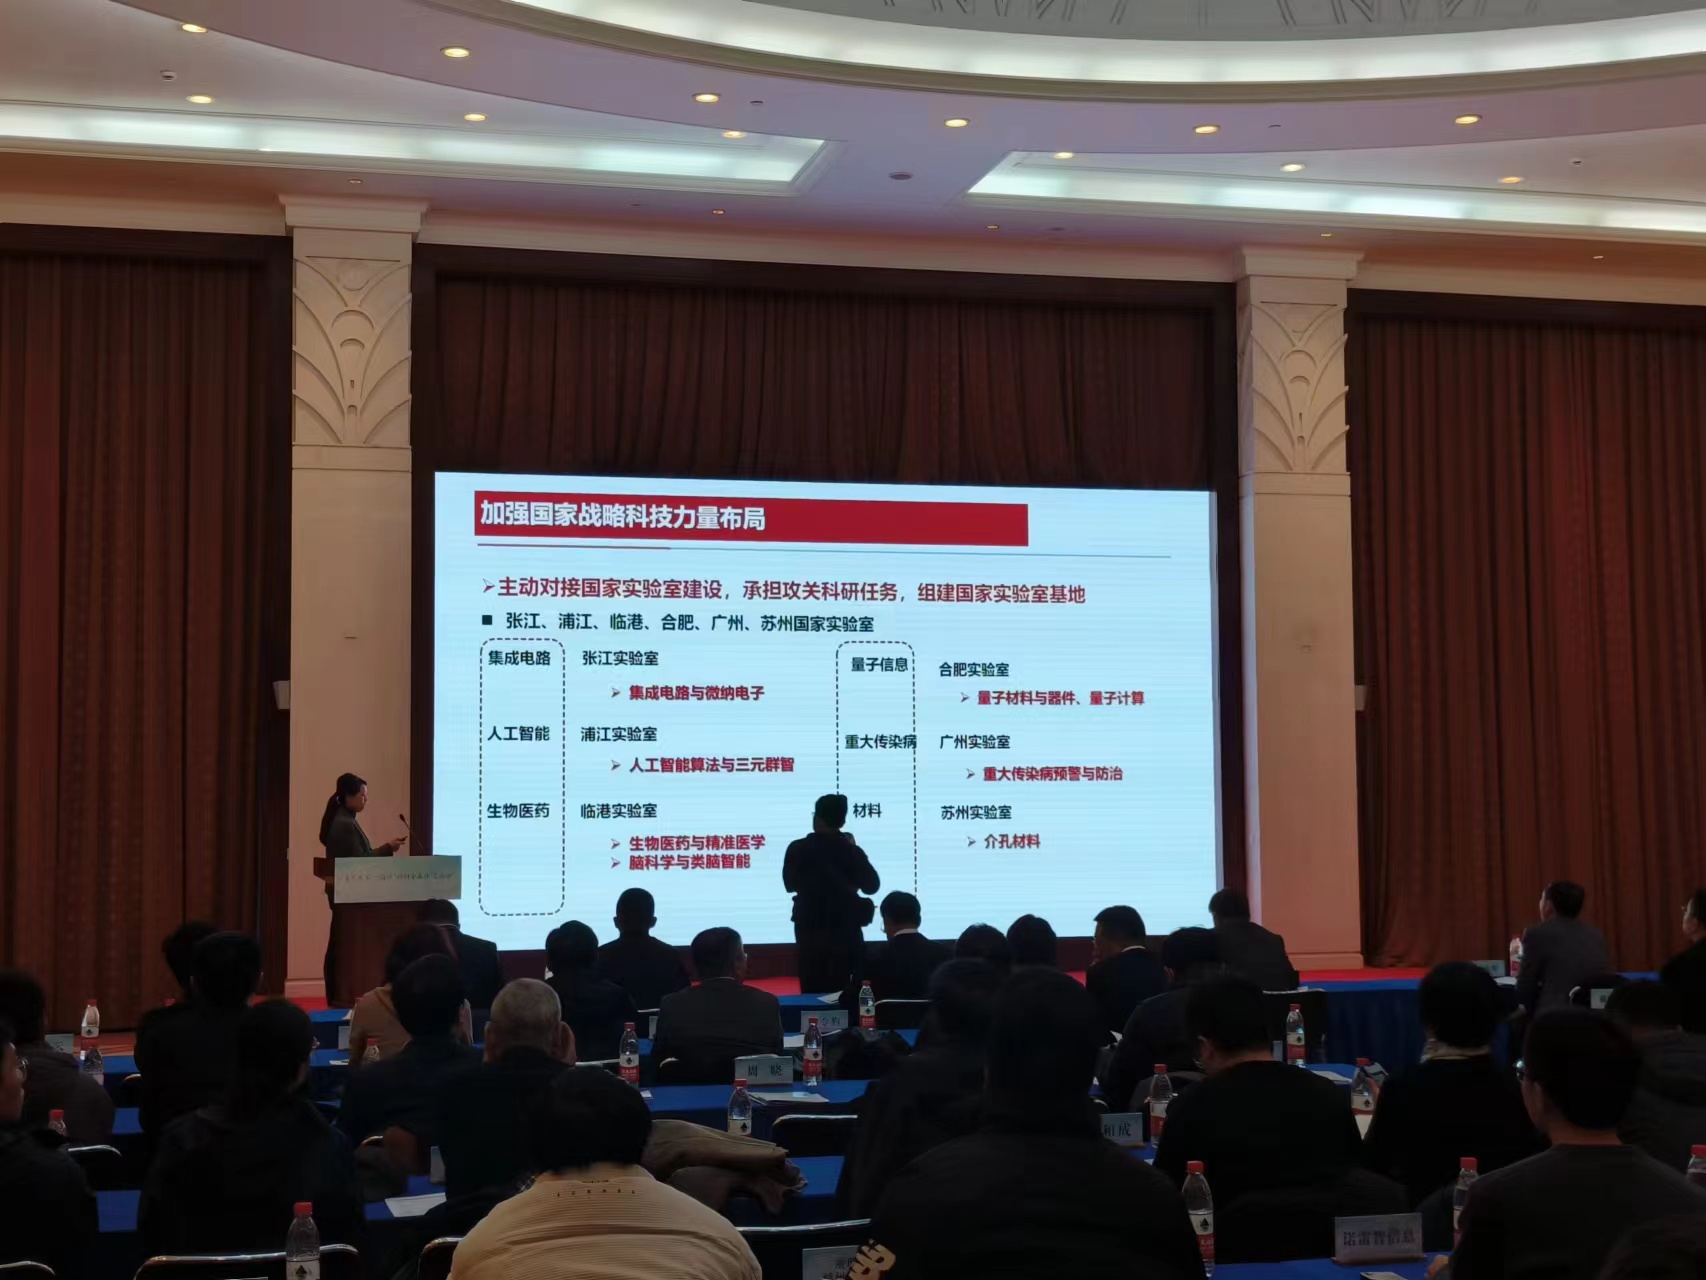 加强国家战略科技力量布局
➢主动对接国家实验室建设，承担攻关科研任务，组建国家实验室基地
■ 张江、浦江、临港、合肥、广州、苏州国家实验室
集成电路 张江实验室
➢ 集成电路与微纳电子
人工智能 浦江实验室
➢ 人工智能算法与三元群智
生物医药 临港实验室
➢ 生物医药与精准医学
➢ 脑科学与类脑智能
量子信息 合肥实验室
➢ 量子材料与器件、量子计算
重大传染病 广州实验室
➢ 重大传染病预警与防治
材料 苏州实验室
➢ 介孔材料
周 晓
和成
诺雷智信息